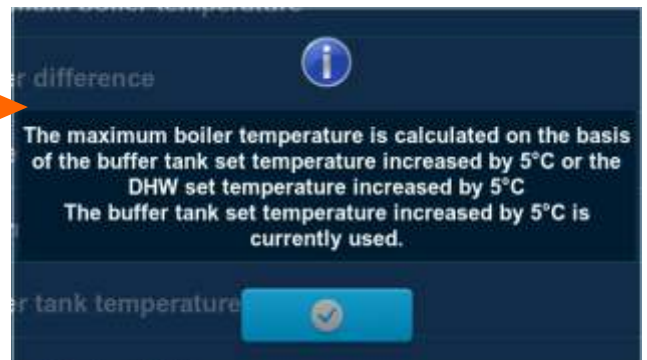 boiler temperature
difference
The maximum boiler temperature is calculated on the basis
of the buffer tank set temperature increased by 5°C or the
DHW set temperature increased by 5°C
The buffer tank set temperature increased by 5°C is
currently used.
tank temperature